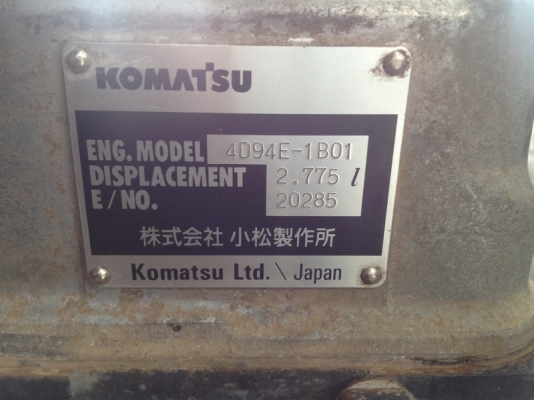 KOMATSU
ENG. MODEL 4D94E-1B01
DISPLACEMENT 2.775 l
E/NO. 20285
株式会社 小松製作所
Komatsu Ltd. \ Japan